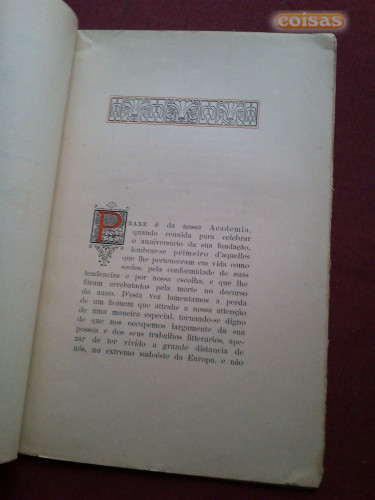 coisas
PRAXE é da nossa Academia,
quando reunida para celebrar
o anniversario da sua fundação,
lembrar-se primeiro d'aquelles
que lhe pertenceram em vida como
socios, pela conformidade de suas
tendencias e por nossa escolha, e que lhe
fôram arrebatados pela morte no decurso
do anno. D'esta vez lamentamos a perda
de um homem que attrahe a nossa attenção
de uma maneira especial, tornando-se digno
de que nos occupemos largamente da sua
pessoa e dos seus trabalhos litterarios, ape-
zar de ter vivido a grande distancia de
nós, no extremo sudoéste da Europa, e não